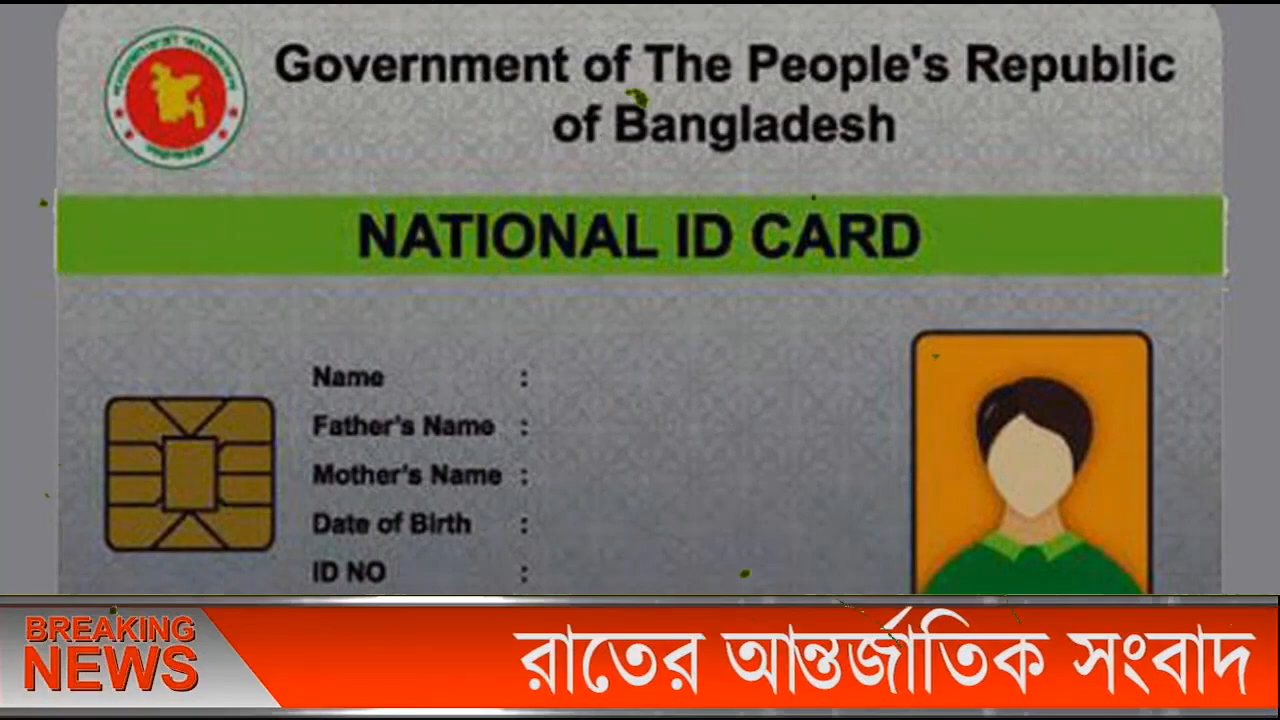 Government of The People's Republic
of Bangladesh
NATIONAL ID CARD
Name :
Father's Name :
Mother's Name :
Date of Birth :
ID NO :
BREAKING
NEWS
রাতের আন্তর্জাতিক সংবাদ